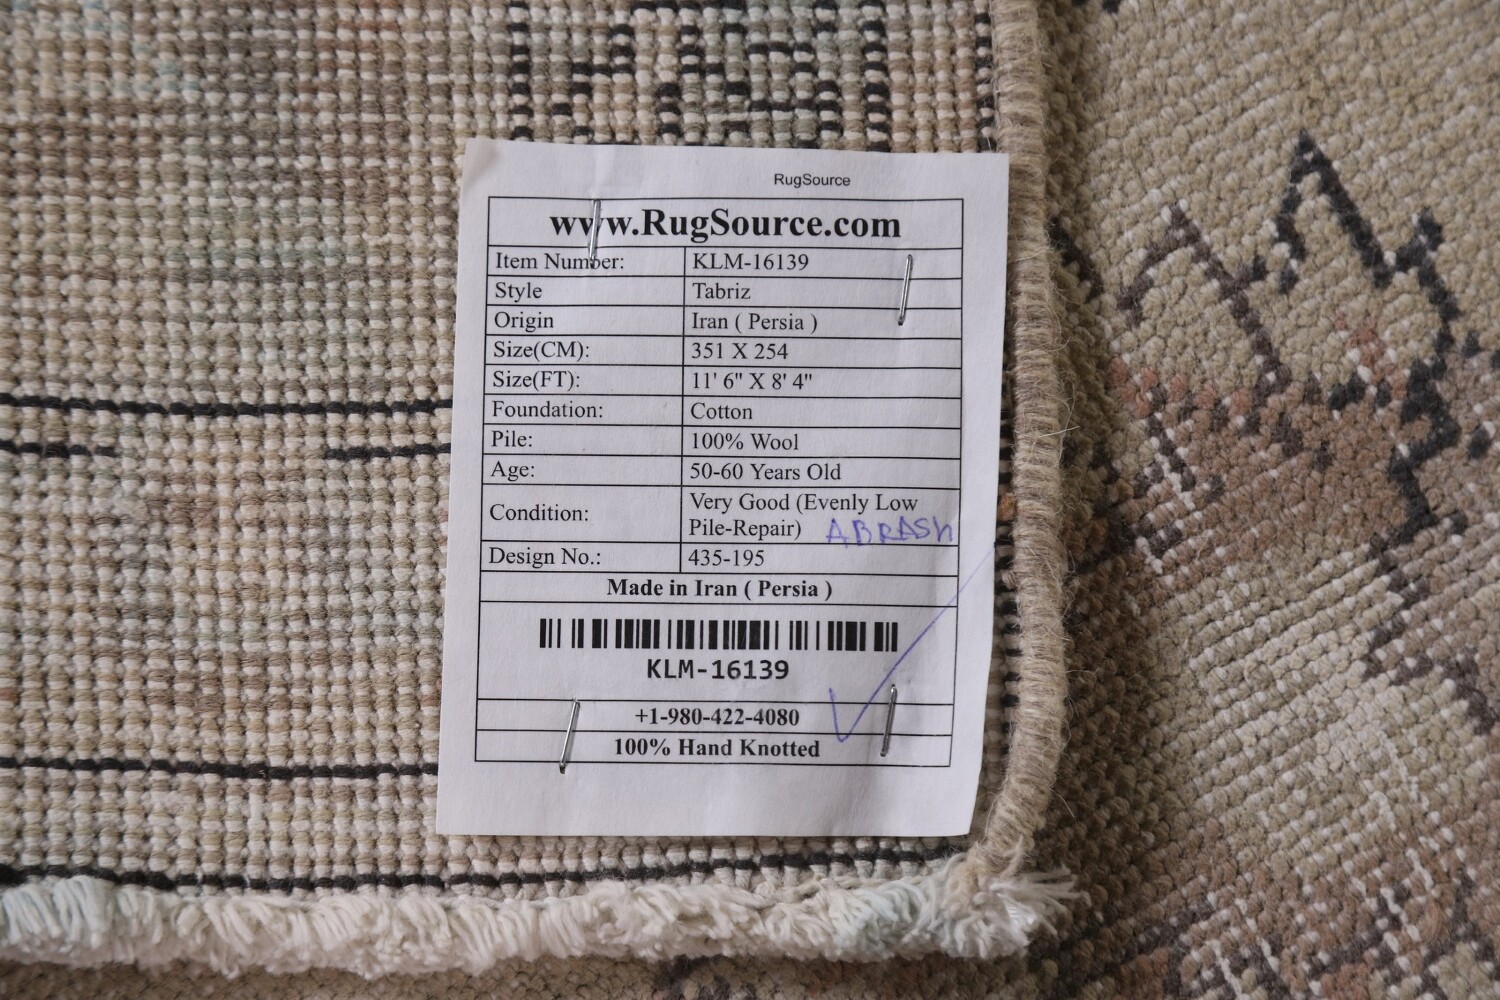 RugSource
www.RugSource.com
Item Number: KLM-16139
Style Tabriz
Origin Iran ( Persia )
Size(CM): 351 X 254
Size(FT): 11' 6" X 8' 4"
Foundation: Cotton
Pile: 100% Wool
Age: 50-60 Years Old
Condition: Very Good (Evenly Low
Pile-Repair) ABRASH
Design No.: 435-195
Made in Iran ( Persia )
KLM-16139
+1-980-422-4080
100% Hand Knotted